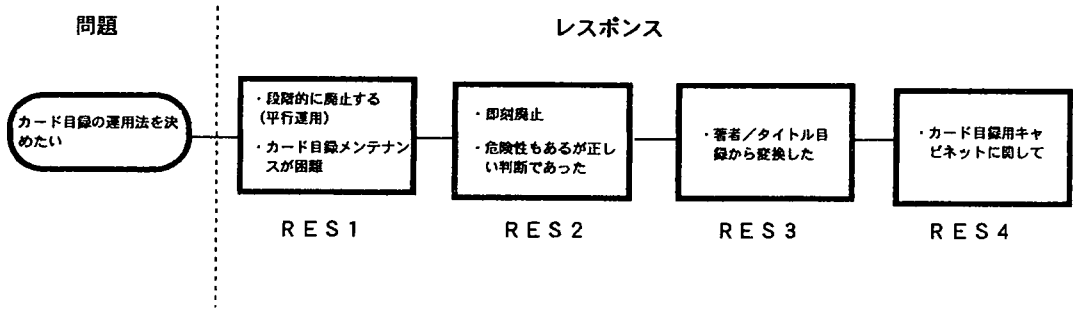 問題
レスポンス
カード目録の運用法を決
めたい
・段階的に廃止する
(平行運用)
・カード目録メンテナン
スが困難
RES1
・即刻廃止
・危険性もあるが正し
い判断であった
RES2
・著者／タイトル目
録から変換した
RES3
・カード目録用キャ
ビネットに関して
RES4